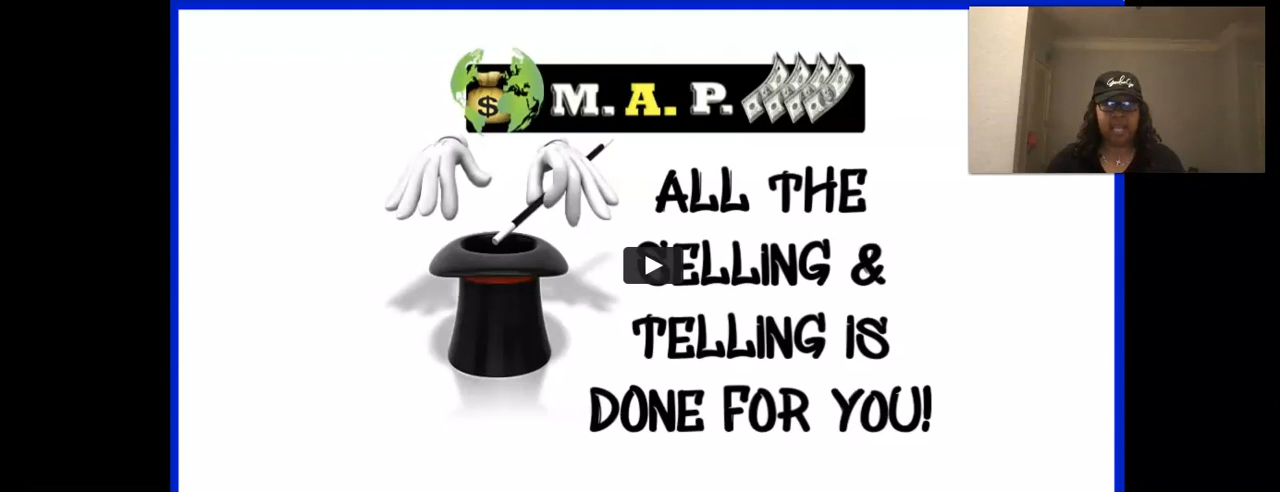 $ M. A. P.
ALL THE
SELLING &
TELLING IS
DONE FOR YOU!